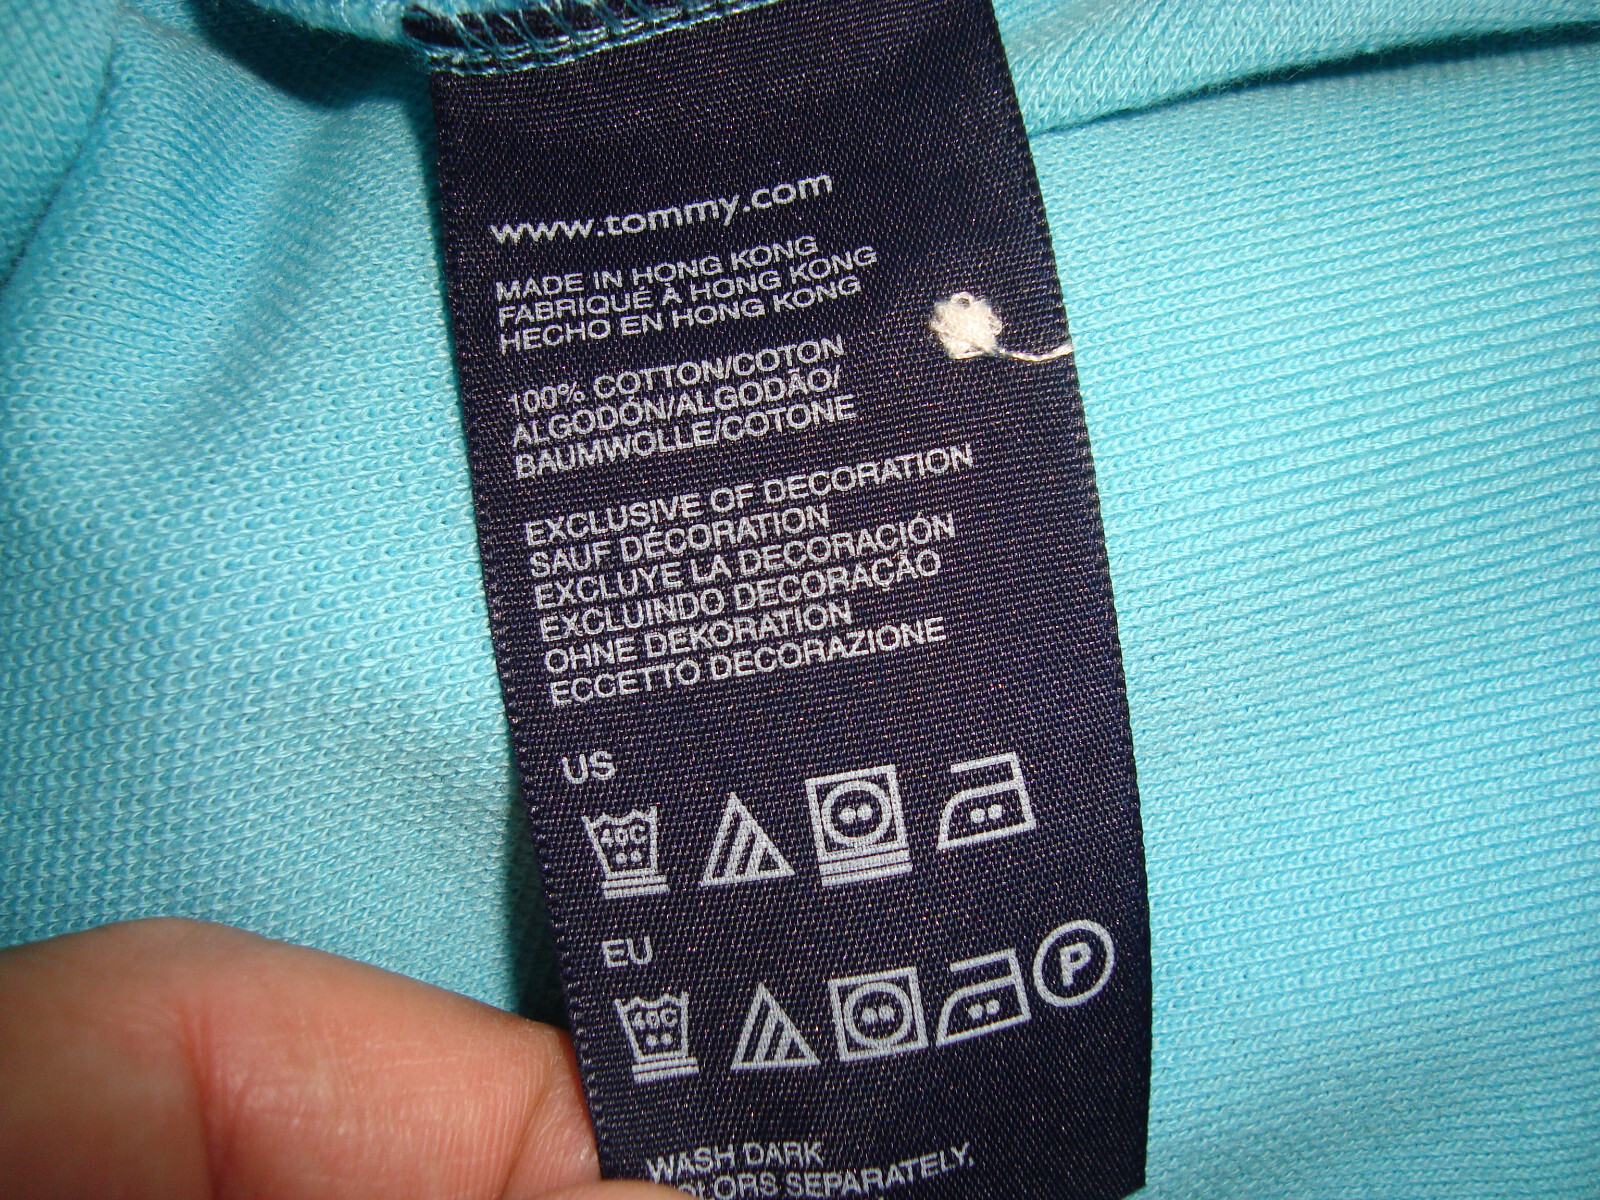 www.tommy.com
MADE IN HONG KONG
FABRIQUÉ À HONG KONG
HECHO EN HONG KONG
100% COTTON/COTON
ALGODÓN/ALGODÃO/
BAUMWOLLE/COTONE
EXCLUSIVE OF DECORATION
SAUF DÉCORATION
EXCLUYE LA DECORACIÓN
EXCLUINDO DECORAÇÃO
OHNE DEKORATION
ECCETTO DECORAZIONE
US
40C
EU
40C
P
WASH DARK
SEPARATELY.